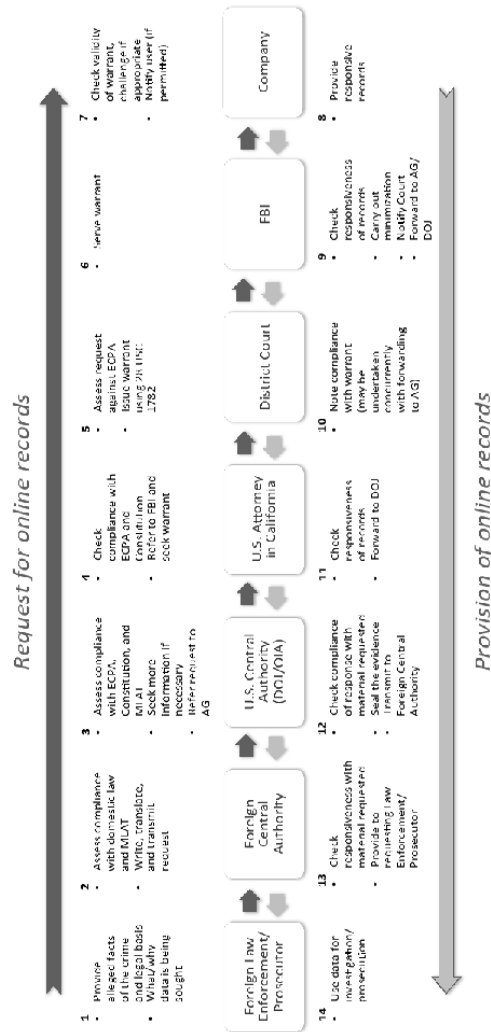 Request for online records
1
• Provide
alleged facts
of the crime
and legal basis
• What/why
data is being
sought
2
• Assess compliance
with domestic law
and MLAT
• Write, translate,
and transmit
request
3
• Assess compliance
with ECPA,
Constitution, and
MLAT
• Seek more
information if
necessary
• Refer request to
AG
4
• Check
compliance with
ECPA and
Constitution
• Refer to FBI and
seek warrant
5
• Assess request
against ECPA
• Issue warrant
using 28 USC
1782
6
• Serve warrant
7
• Check validity
of warrant,
challenge if
appropriate
• Notify user (if
permitted)
Foreign Law
Enforcement/
Prosecutor
Foreign
Central
Authority
U.S. Central
Authority
(DOJ/OIA)
U.S. Attorney
in California
District Court
FBI
Company
14
• Use data for
investigation/
prosecution
13
• Check
responsiveness with
material requested
• Provide to
requesting Law
Enforcement/
Prosecutor
12
• Check compliance
of response with
material requested
• Seal the evidence
• Transmit to
Foreign Central
Authority
11
• Check
responsiveness
of records
• Forward to DOJ
10
• Note compliance
with warrant
(may be
undertaken
concurrently
with forwarding
to AG)
9
• Check
responsiveness
of records
• Carry out
minimization
• Notify Court
• Forward to AG/
DOJ
8
• Provide
responsive
records
Provision of online records